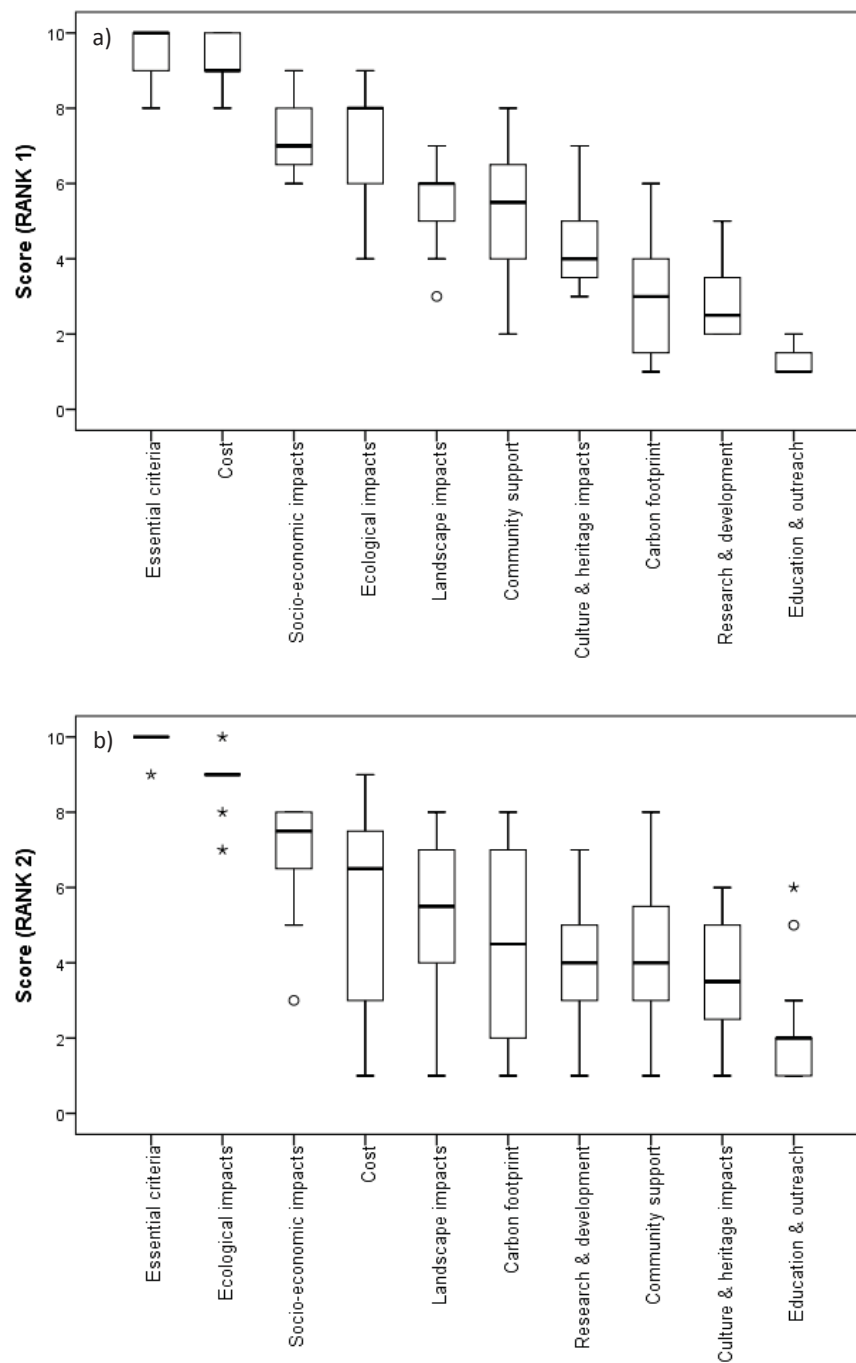 a)
Score (RANK 1)
10
8
6
4
2
0
Essential criteria
Cost
Socio-economic impacts
Ecological impacts
Landscape impacts
Community support
Culture & heritage impacts
Carbon footprint
Research & development
Education & outreach
b)
Score (RANK 2)
10
8
6
4
2
0
Essential criteria
Ecological impacts
Socio-economic impacts
Cost
Landscape impacts
Carbon footprint
Research & development
Community support
Culture & heritage impacts
Education & outreach